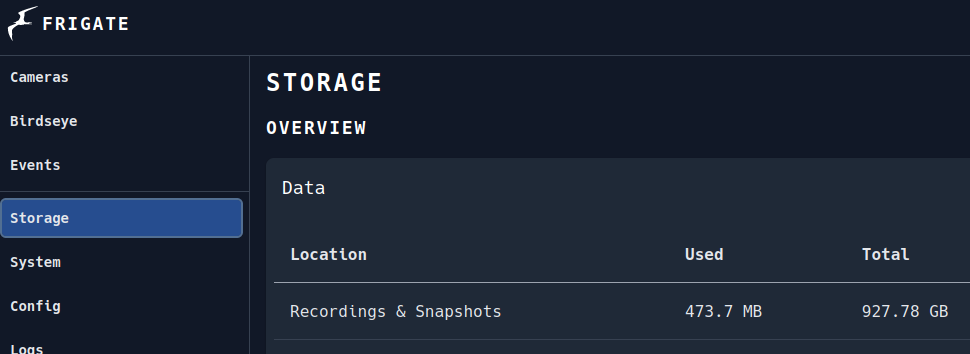 FRIGATE
Cameras
Birdseye
Events
Storage
System
Config
Logs
STORAGE
OVERVIEW
Data
Location Used Total
Recordings & Snapshots 473.7 MB 927.78 GB